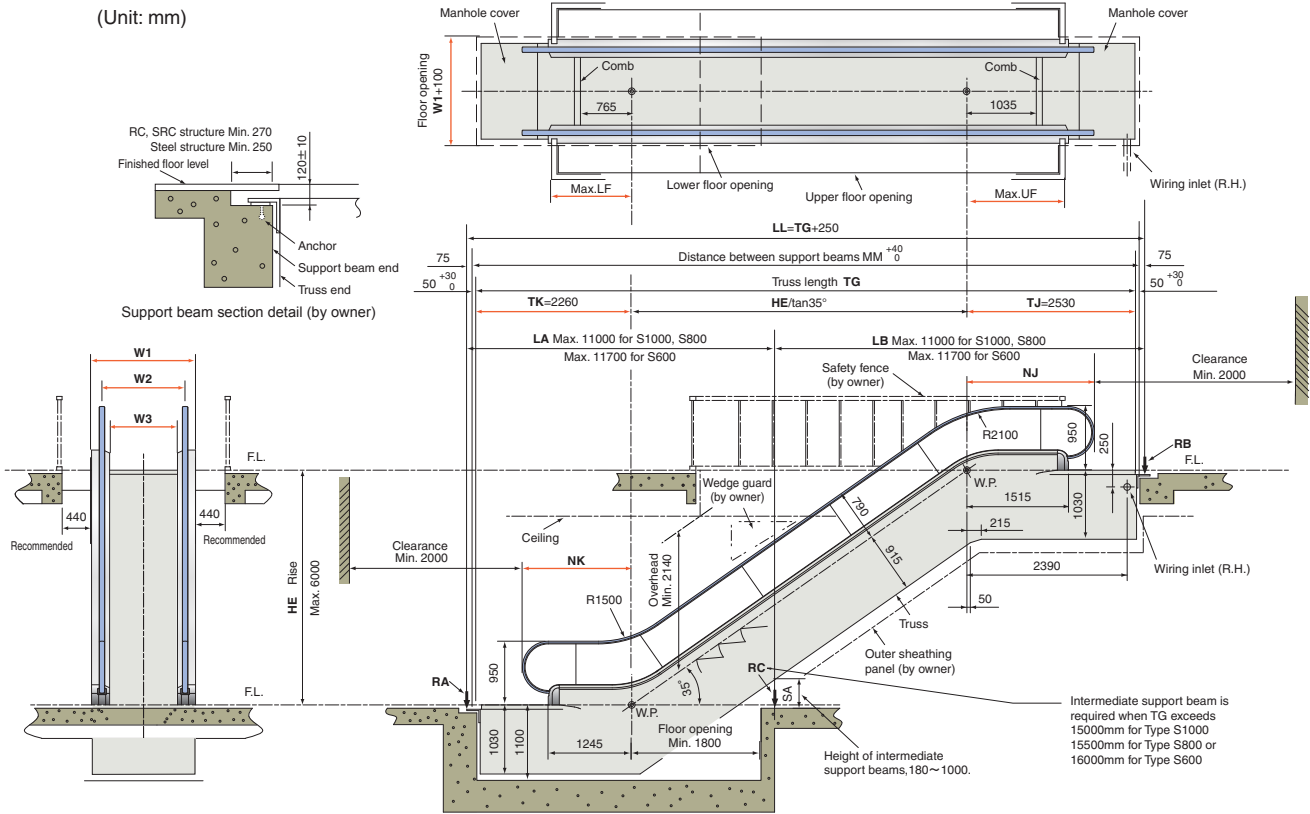 (Unit: mm)
Manhole cover
Manhole cover
Floor opening
W1+100
Comb
Comb
765
1035
RC, SRC structure Min. 270
Steel structure Min. 250
Finished floor level
120±10
Anchor
Support beam end
Truss end
Support beam section detail (by owner)
Max.LF
Lower floor opening
Upper floor opening
Max.UF
Wiring inlet (R.H.)
LL=TG+250
75
Distance between support beams MM +40 0
75
50 +30 0
Truss length TG
50 +30 0
TK=2260
HE/tan35°
TJ=2530
LA Max. 11000 for S1000, S800
Max. 11700 for S600
LB Max. 11000 for S1000, S800
Max. 11700 for S600
Clearance
Min. 2000
W1
W2
W3
F.L.
440
Recommended
440
Recommended
HE Rise
Max. 6000
F.L.
Safety fence
(by owner)
NJ
R2100
950
250
RB
F.L.
W.P.
Wedge guard
(by owner)
1515
1030
790
915
215
Ceiling
Clearance
Min. 2000
NK
Overhead
Min. 2140
2390
Wiring inlet (R.H.)
50
R1500
Truss
Outer sheathing
panel (by owner)
950
RA
35°
RC
SA
W.P.
1030
1100
1245
Floor opening
Min. 1800
Height of intermediate
support beams,180~1000.
Intermediate support beam is
required when TG exceeds
15000mm for Type S1000
15500mm for Type S800 or
16000mm for Type S600